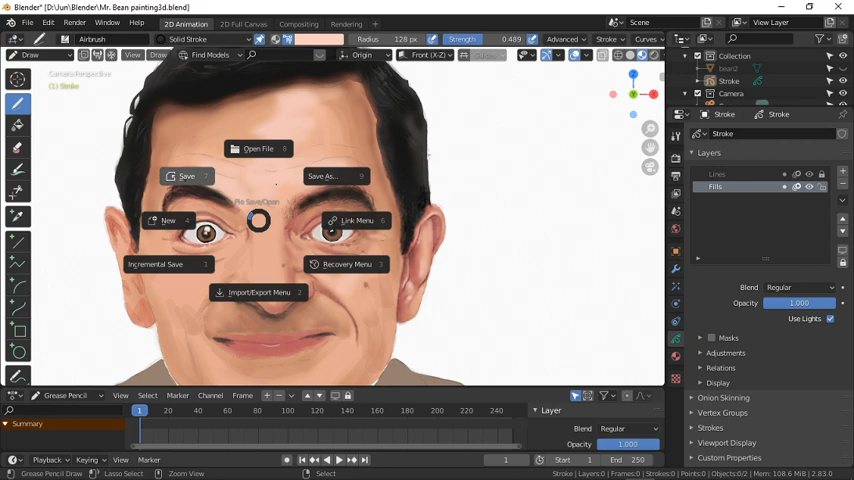 Blender* [D:\Jun\Blender\Mr. Bean painting3d.blend]
File Edit Render Window Help 2D Animation 2D Full Canvas Compositing Rendering Scene View Layer
Airbrush Solid Stroke Radius 128 px Strength 0.489 Advanced Stroke Curves
Draw View Draw Find Models Origin Front (X-Z)
Camera Perspective
(1) Stroke
Collection
bean2
Stroke
Camera
Stroke Stroke
Stroke
Layers
Lines
Fills
Open File 8
Save 7
Save As... 9
Pie Save/Open
New 4
Link Menu 6
Incremental Save 1
Recovery Menu 3
Import/Export Menu 2
Blend Regular
Opacity 1.000
Use Lights
Masks
Adjustments
Relations
Display
Onion Skinning
Vertex Groups
Strokes
Viewport Display
Custom Properties
Grease Pencil View Select Marker Channel Frame
1 20 40 60 80 100 120 140 160 180 200 220 240
Summary
Layer
Blend Regular
Opacity 1.000
Playback Keying View Marker 1 Start 1 End 250
Grease Pencil Draw Lasso Select Zoom View Select Stroke | Layers:0 | Frames:0 | Strokes:0 | Points:0 | Objects:0/2 | Mem: 108.6 MiB | 2.83.0